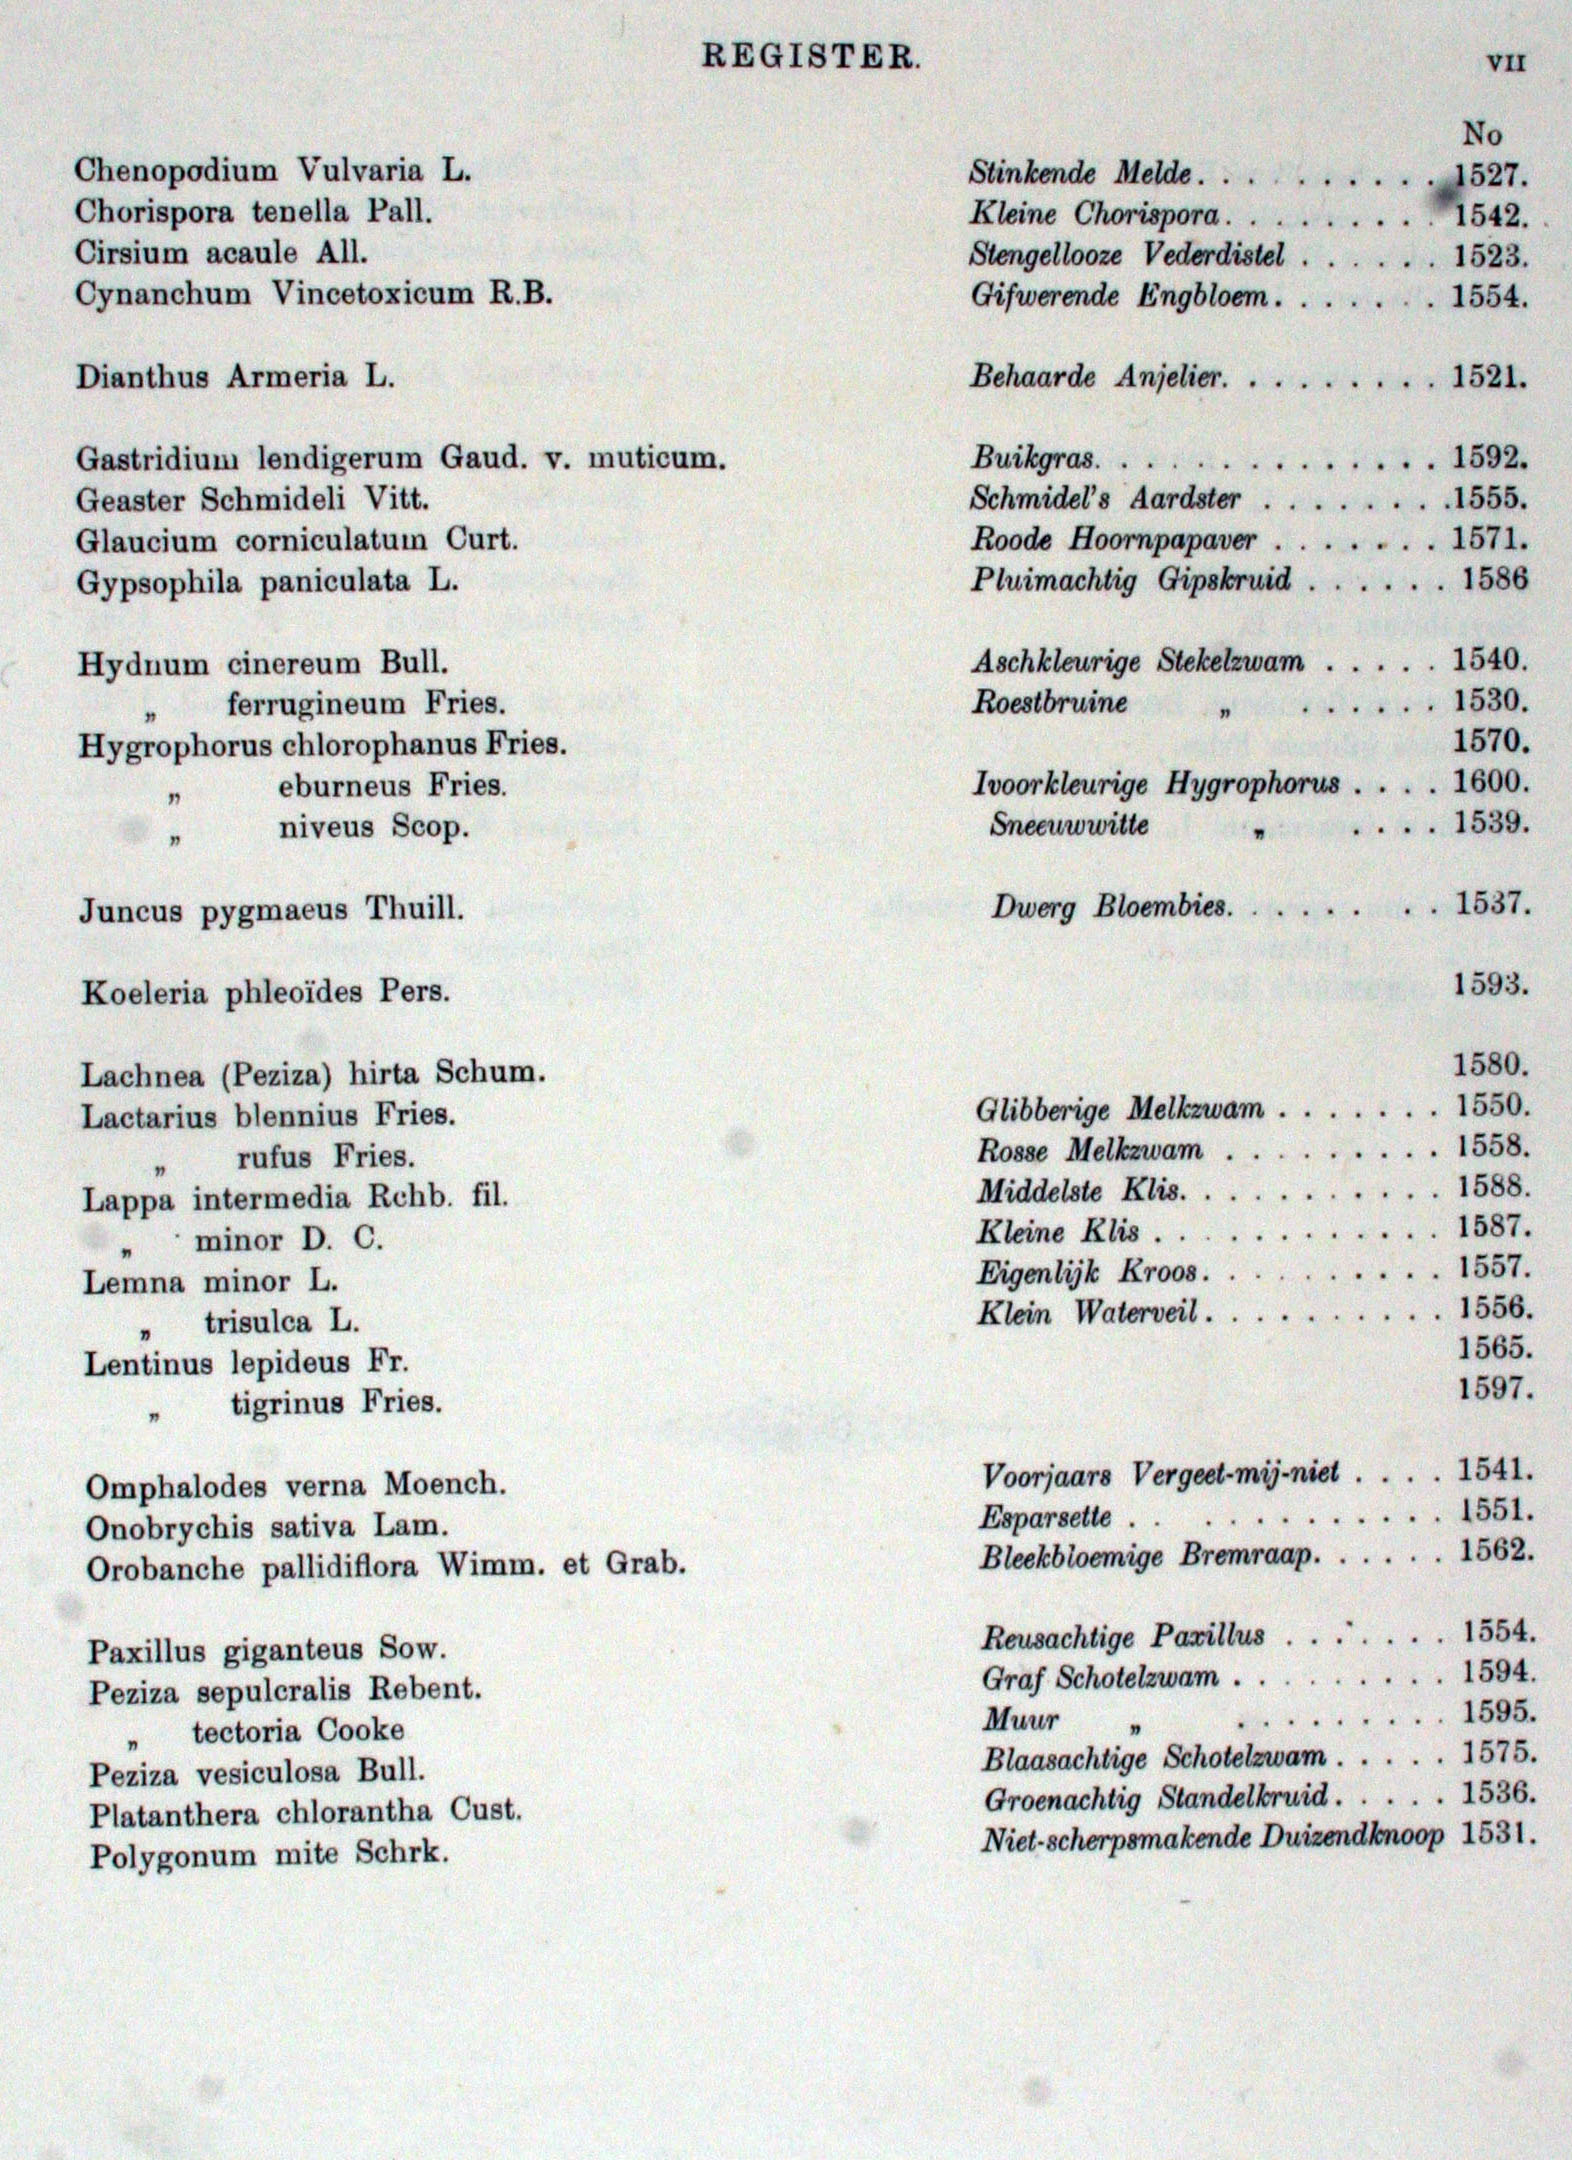 REGISTER. VII
No
Chenopodium Vulvaria L. Stinkende Melde. . . . . . . . . . 1527.
Chorispora tenella Pall. Kleine Chorispora. . . . . . . . . 1542.
Cirsium acaule All. Stengellooze Vederdistel . . . . . . 1523.
Cynanchum Vincetoxicum R.B. Gifwerende Engbloem. . . . . . . 1554.
Dianthus Armeria L. Behaarde Anjelier. . . . . . . . . 1521.
Gastridium lendigerum Gaud. v. muticum. Buikgras. . . . . . . . . . . . . . 1592.
Geaster Schmideli Vitt. Schmidel's Aardster . . . . . . . .1555.
Glaucium corniculatum Curt. Roode Hoornpapaver . . . . . . . 1571.
Gypsophila paniculata L. Pluimachtig Gipskruid . . . . . . 1586
Hydnum cinereum Bull. Aschkleurige Stekelzwam . . . . . 1540.
„ ferrugineum Fries. Roestbruine „ . . . . . . 1530.
Hygrophorus chlorophanus Fries. 1570.
„ eburneus Fries. Ivoorkleurige Hygrophorus . . . . 1600.
„ niveus Scop. Sneeuwwitte „ . . . . 1539.
Juncus pygmaeus Thuill. Dwerg Bloembies. . . . . . . . . 1537.
Koeleria phleoïdes Pers. 1593.
Lachnea (Peziza) hirta Schum. 1580.
Lactarius blennius Fries. Glibberige Melkzwam . . . . . . . 1550.
„ rufus Fries. Rosse Melkzwam . . . . . . . . . 1558.
Lappa intermedia Rchb. fil. Middelste Klis. . . . . . . . . . . 1588.
„ minor D. C. Kleine Klis . . . . . . . . . . . . 1587.
Lemna minor L. Eigenlijk Kroos. . . . . . . . . . 1557.
„ trisulca L. Klein Waterveil. . . . . . . . . . 1556.
Lentinus lepideus Fr. 1565.
„ tigrinus Fries. 1597.
Omphalodes verna Moench. Voorjaars Vergeet-mij-niet . . . . 1541.
Onobrychis sativa Lam. Esparsette . . . . . . . . . . . . 1551.
Orobanche pallidiflora Wimm. et Grab. Bleekbloemige Bremraap. . . . . . 1562.
Paxillus giganteus Sow. Reusachtige Paxillus . . . . . . . 1554.
Peziza sepulcralis Rebent. Graf Schotelzwam . . . . . . . . . 1594.
„ tectoria Cooke Muur „ . . . . . . . . . 1595.
Peziza vesiculosa Bull. Blaasachtige Schotelzwam . . . . . 1575.
Platanthera chlorantha Cust. Groenachtig Standelkruid. . . . . 1536.
Polygonum mite Schrk. Niet-scherpsmakende Duizendknoop 1531.